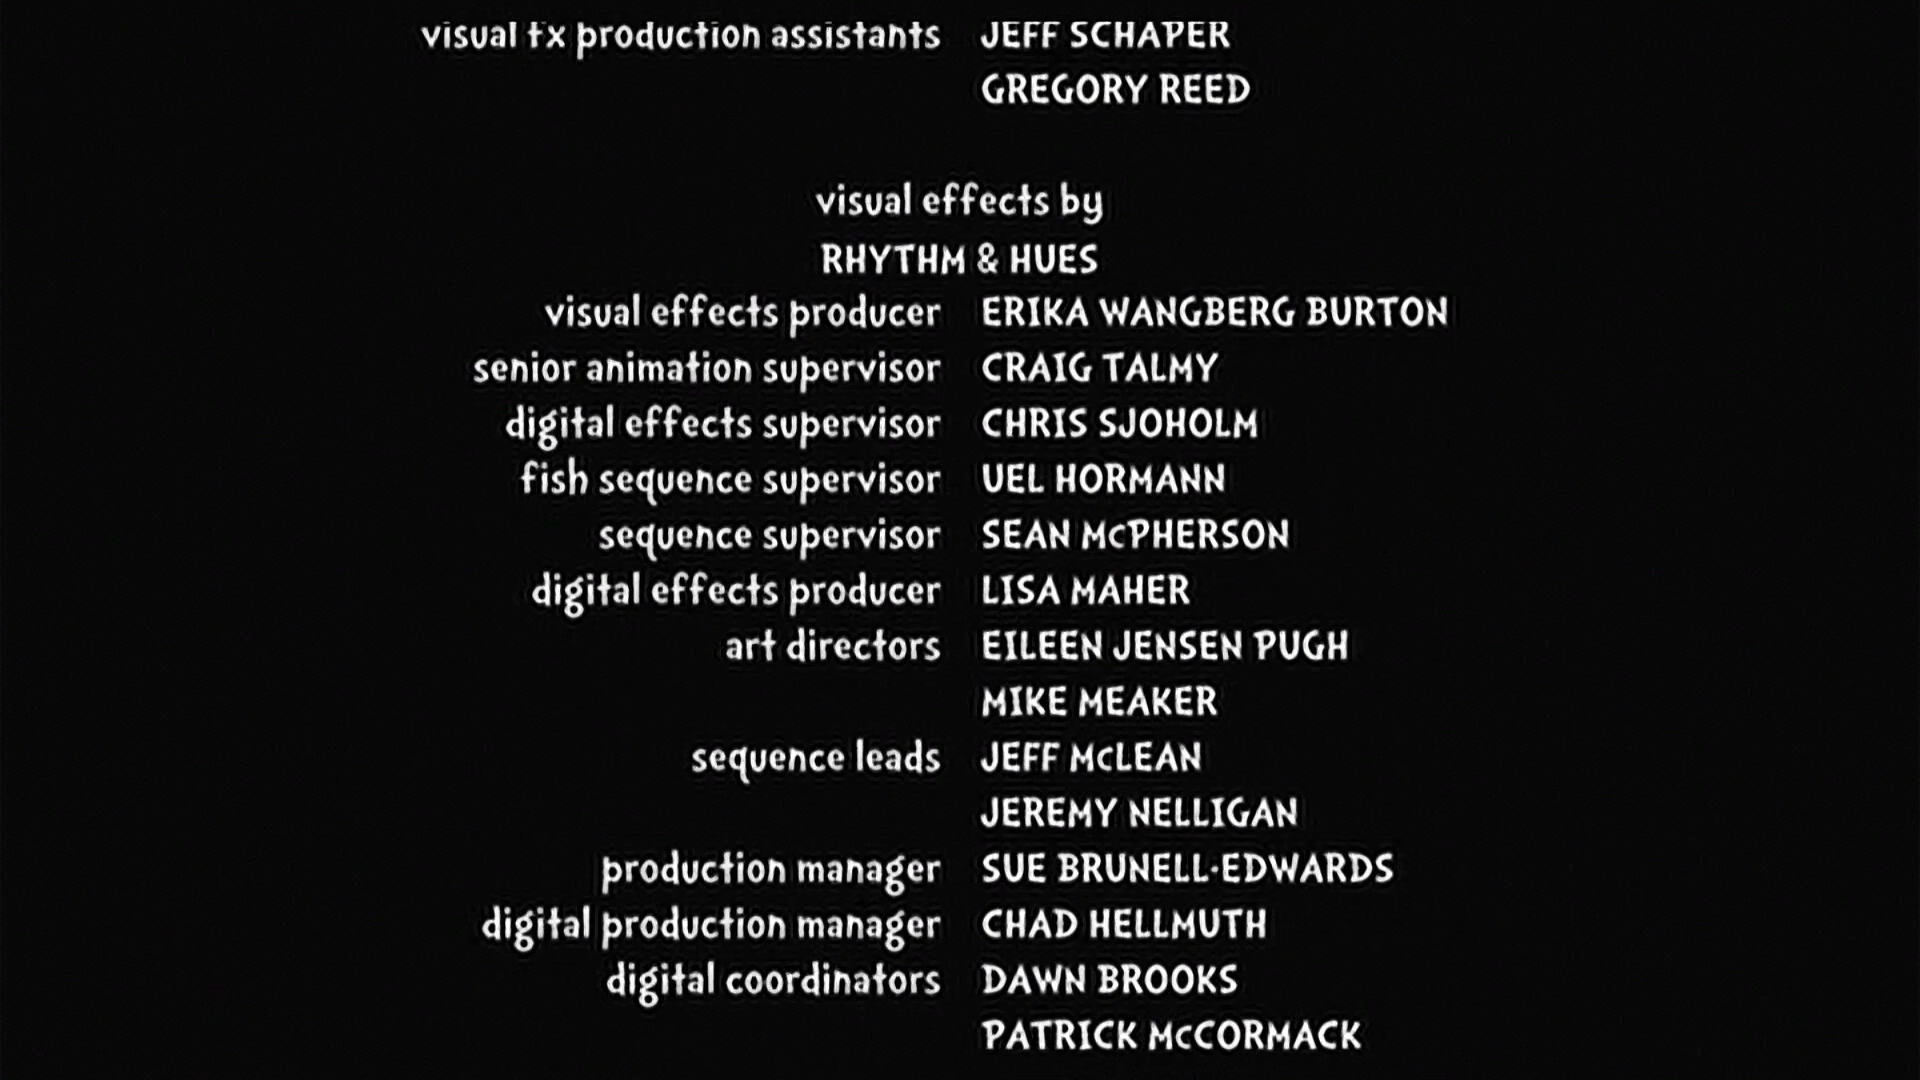 visual fx production assistants JEFF SCHAPER
GREGORY REED
visual effects by
RHYTHM & HUES
visual effects producer ERIKA WANGBERG BURTON
senior animation supervisor CRAIG TALMY
digital effects supervisor CHRIS SJOHOLM
fish sequence supervisor UEL HORMANN
sequence supervisor SEAN McPHERSON
digital effects producer LISA MAHER
art directors EILEEN JENSEN PUGH
MIKE MEAKER
sequence leads JEFF McLEAN
JEREMY NELLIGAN
production manager SUE BRUNELL-EDWARDS
digital production manager CHAD HELLMUTH
digital coordinators DAWN BROOKS
PATRICK McCORMACK